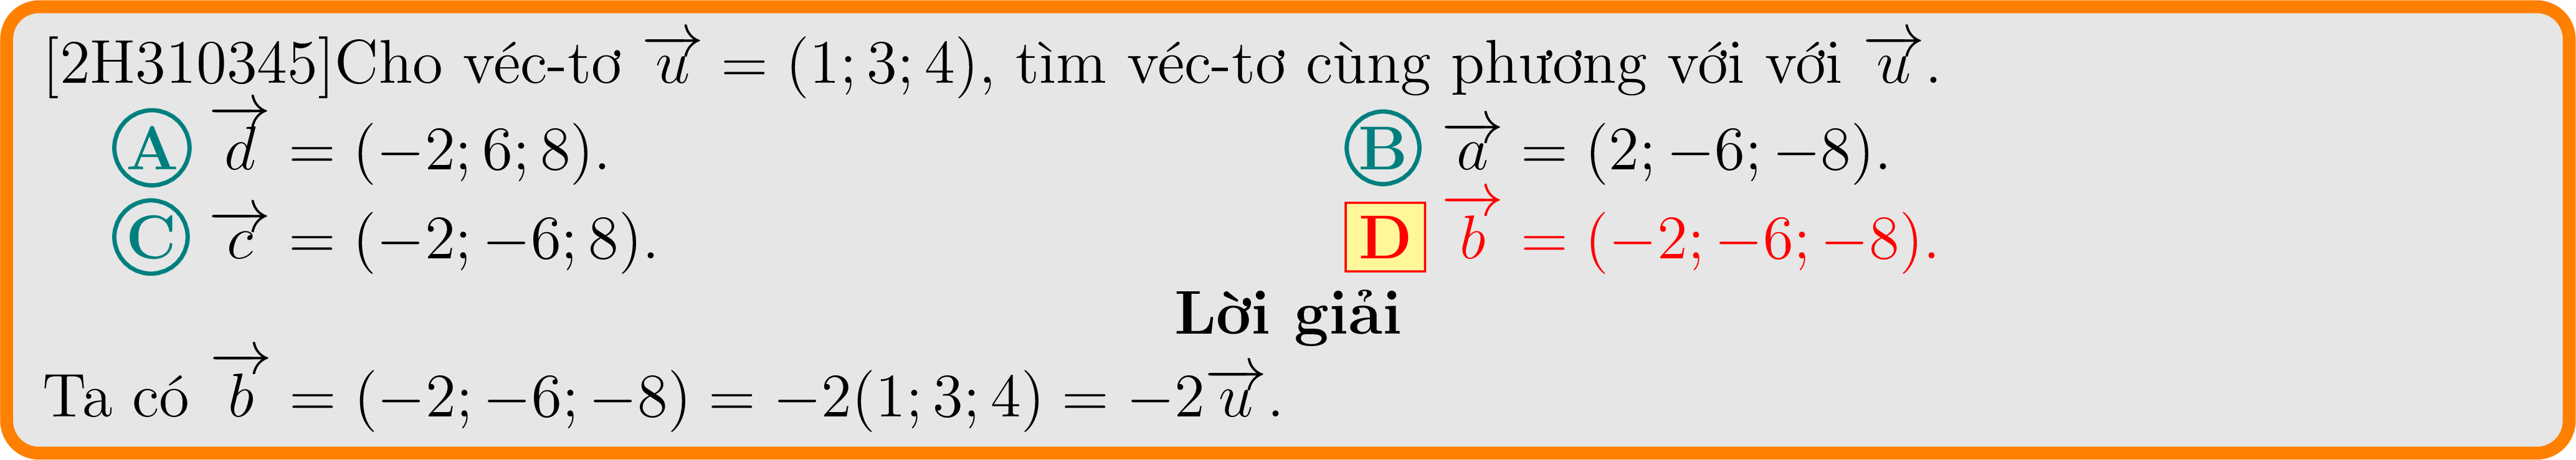 [2H310345]Cho véc-tơ $\overrightarrow{u} = (1; 3; 4)$, tìm véc-tơ cùng phương với với $\overrightarrow{u}$.
A $\overrightarrow{d} = (-2; 6; 8)$. B $\overrightarrow{a} = (2; -6; -8)$.
C $\overrightarrow{c} = (-2; -6; 8)$. D $\overrightarrow{b} = (-2; -6; -8)$.
Lời giải
Ta có $\overrightarrow{b} = (-2; -6; -8) = -2(1; 3; 4) = -2\overrightarrow{u}$.